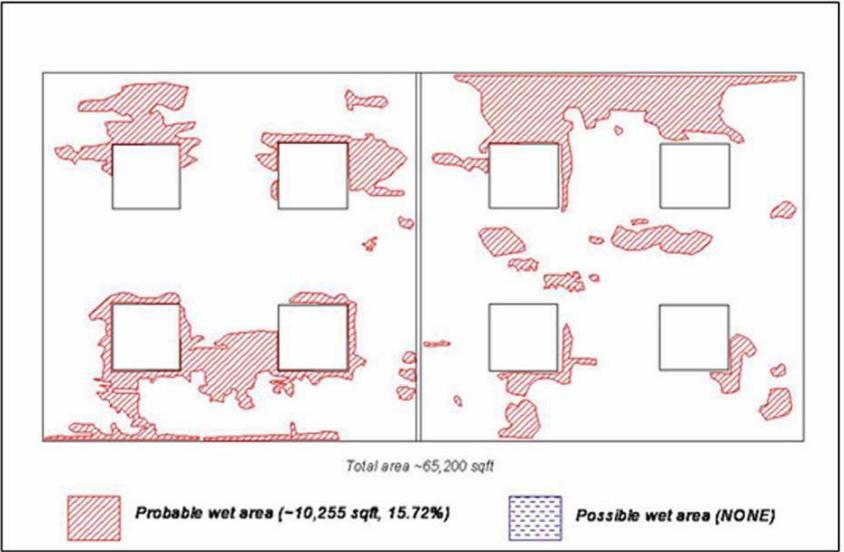 Total area ~65,200 sqft
Probable wet area (~10,255 sqft, 15.72%)
Possible wet area (NONE)